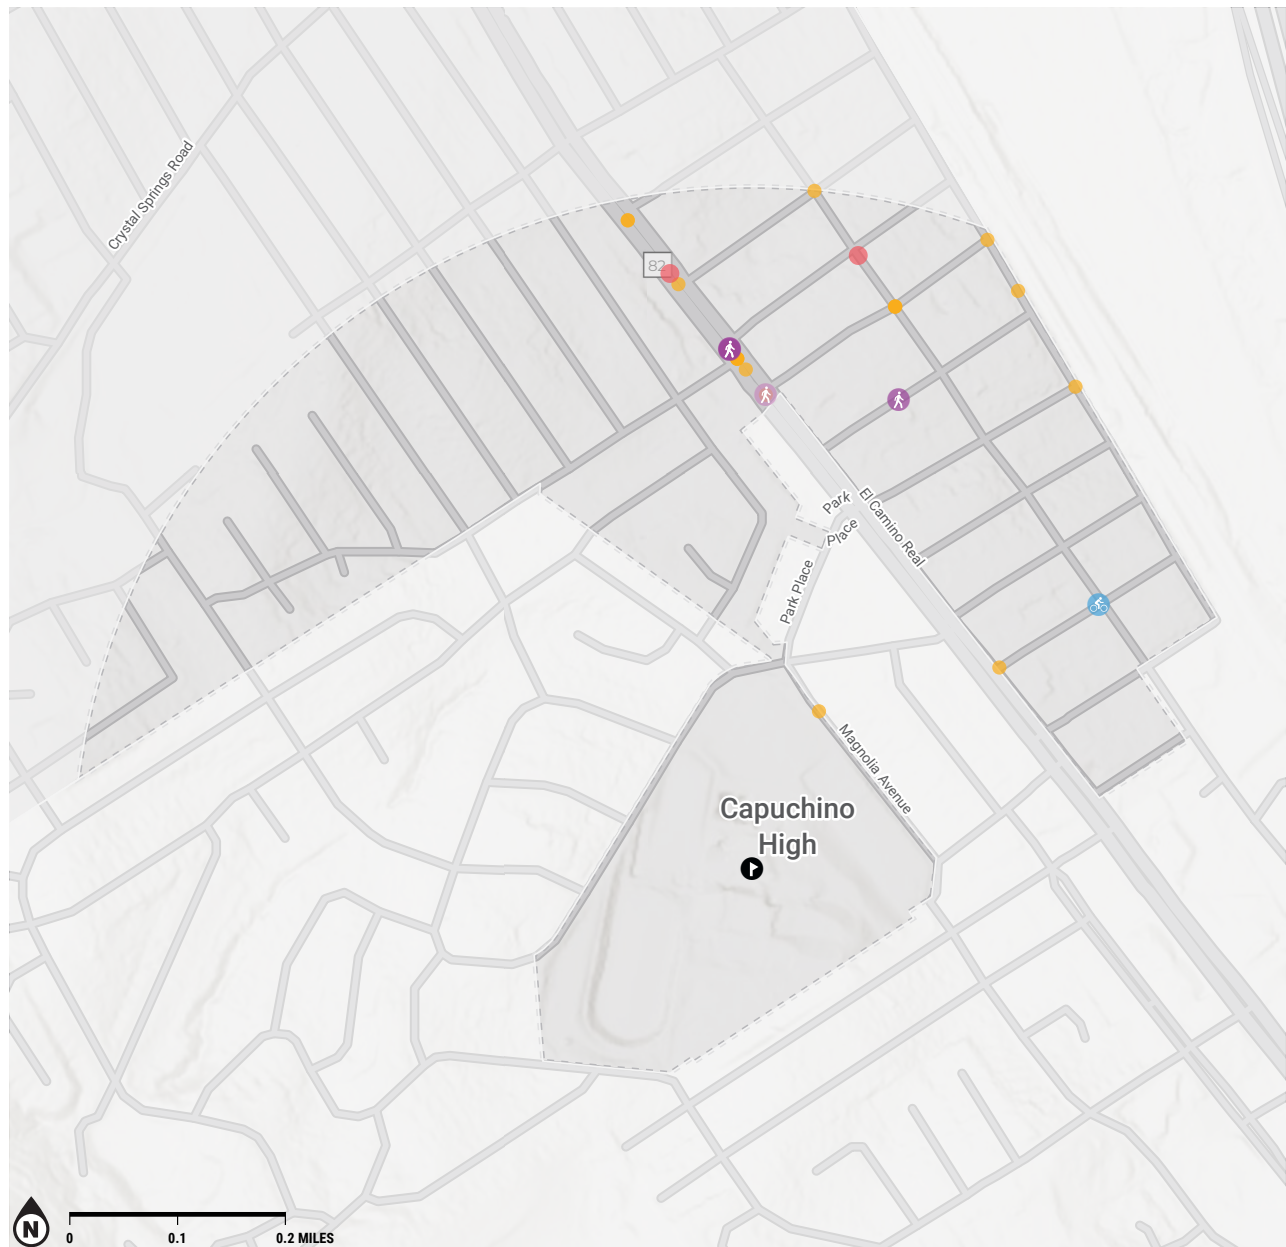 Crystal Springs Road
82
Park
Place
El Camino Real
Park Place
Magnolia Avenue
Capuchino
High
N
0 0.1 0.2 MILES